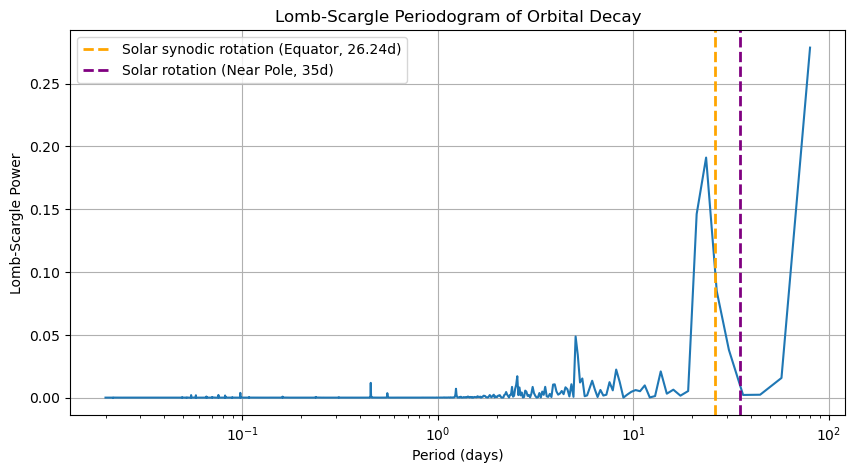 Lomb-Scargle Periodogram of Orbital Decay
Solar synodic rotation (Equator, 26.24d)
Solar rotation (Near Pole, 35d)
Lomb-Scargle Power
0.25
0.20
0.15
0.10
0.05
0.00
10⁻¹
10⁰
10¹
10²
Period (days)